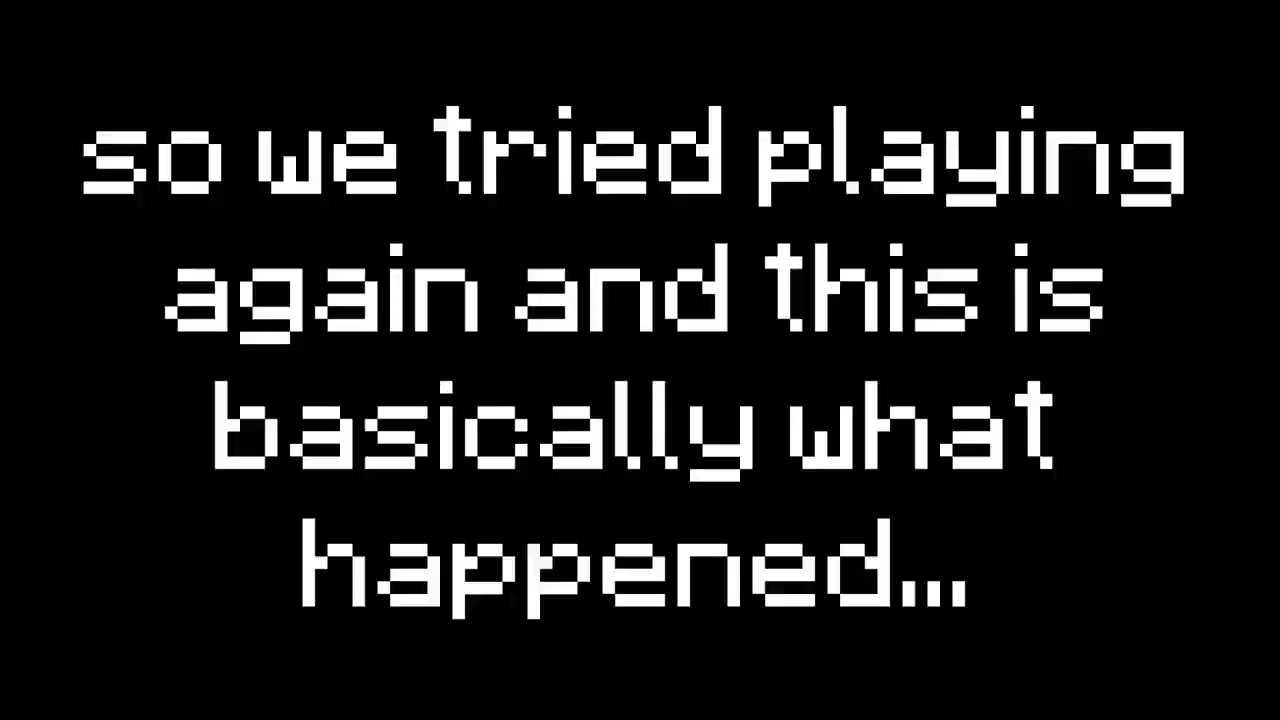 so we tried playing
again and this is
basically what
happened...